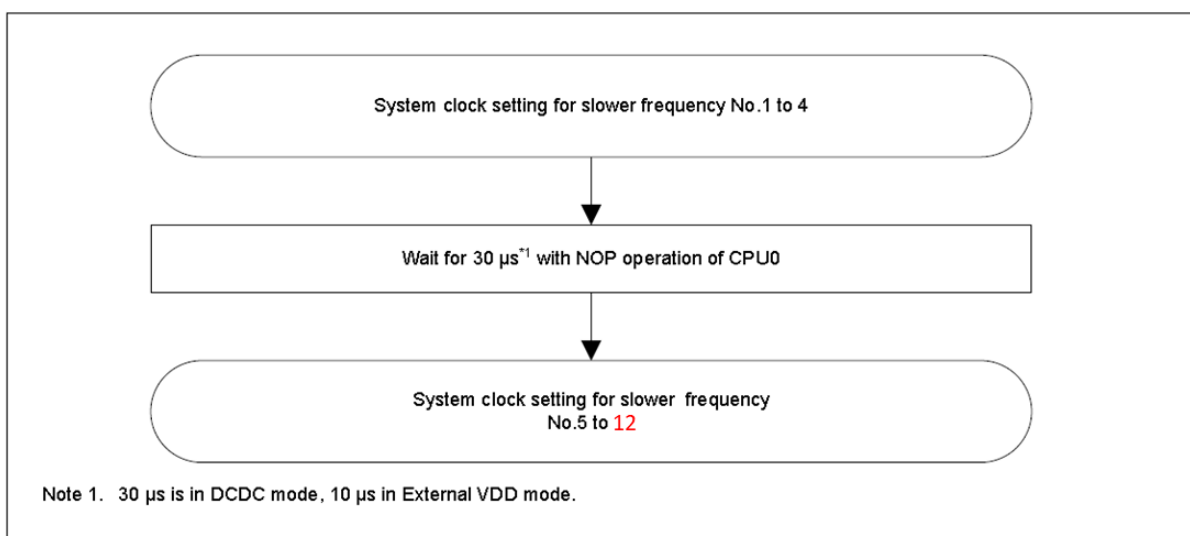 System clock setting for slower frequency No.1 to 4
Wait for 30 µs*1 with NOP operation of CPU0
System clock setting for slower frequency
No.5 to 12
Note 1. 30 µs is in DCDC mode, 10 µs in External VDD mode.